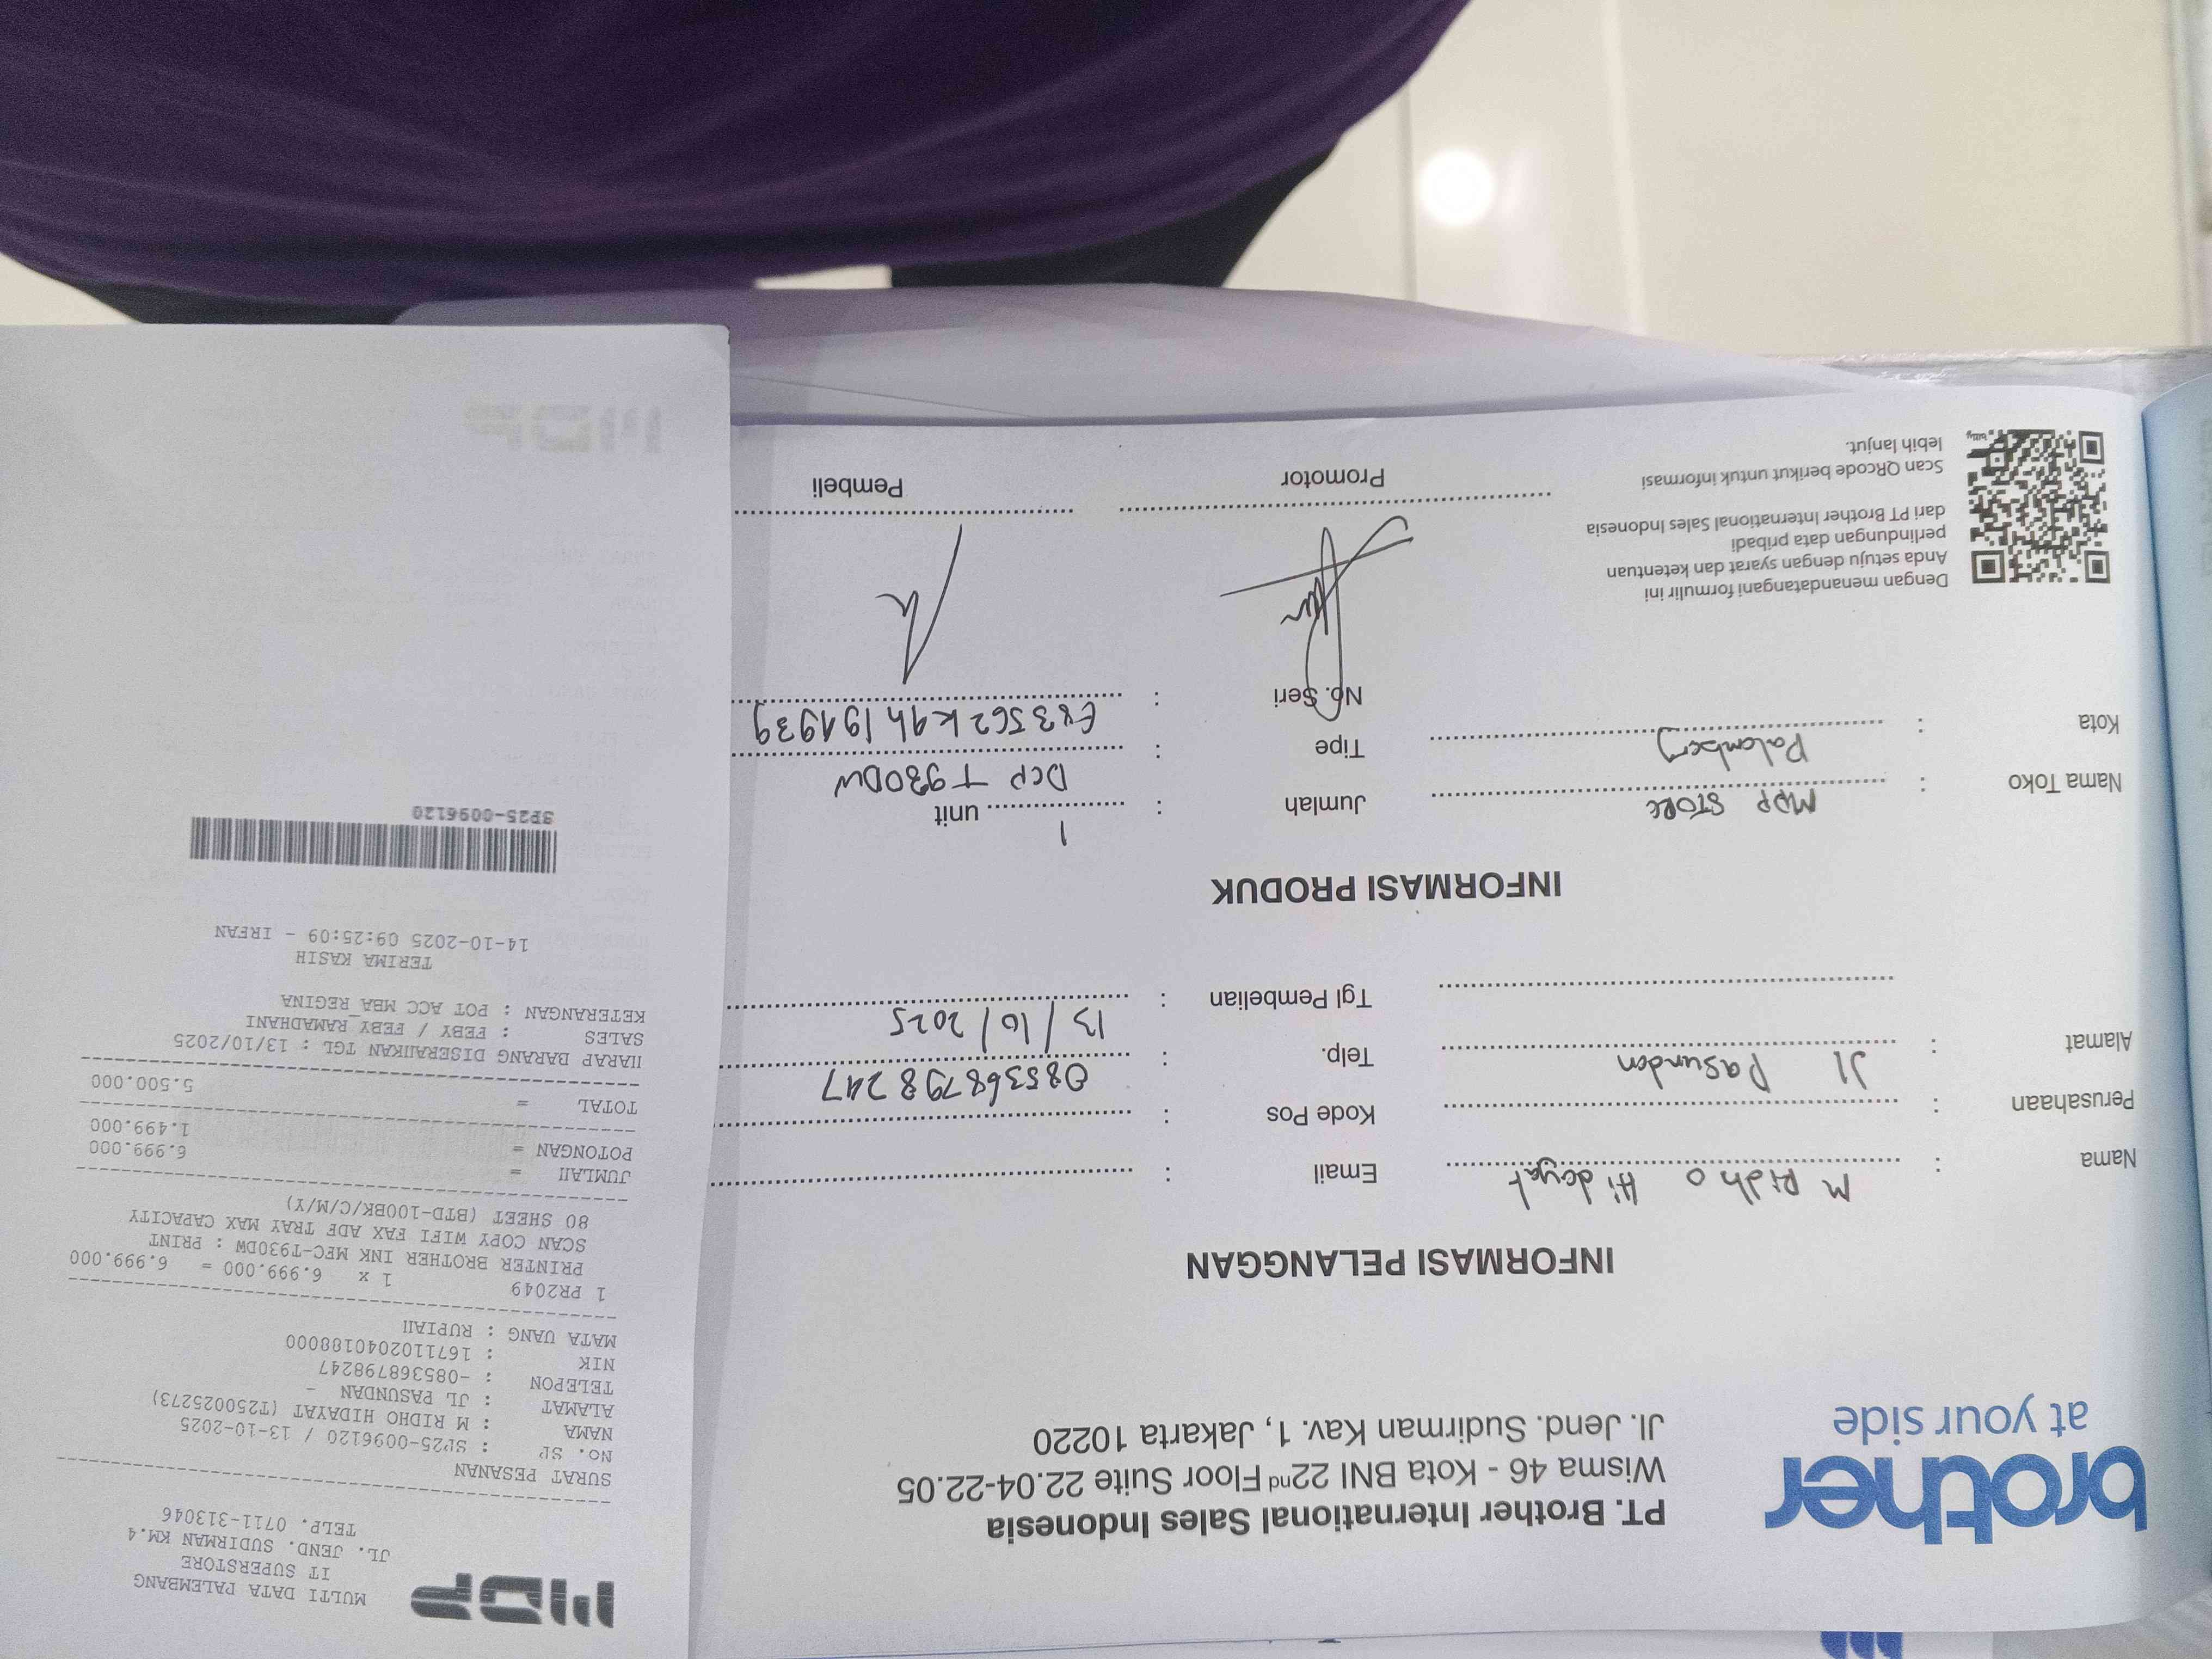 brother
at your side
PT. Brother International Sales Indonesia
Wisma 46 - Kota BNI 22nd Floor Suite 22.04-22.05
Jl. Jend. Sudirman Kav. 1, Jakarta 10220
INFORMASI PELANGGAN
Nama : M Ridho Hidayat
Perusahaan :
Alamat : Jl Pasundan
Email :
Kode Pos :
Telp. : 085368798247
Tgl Pembelian : 13/10/2025
INFORMASI PRODUK
Nama Toko : MDP STORE
Kota : Palembang
Jumlah : 1 unit
Tipe : DCP T930DW
No. Seri :
Dengan menandatangani formulir ini
Anda setuju dengan syarat dan ketentuan
perlindungan data pribadi
dari PT Brother International Sales Indonesia
Scan QRcode berikut untuk informasi
lebih lanjut.
Promotor
Pembeli
MDP
MULTI DATA PALEMBANG
IT SUPERSTORE
JL. JEND. SUDIRMAN KM.4
TELP. 0711-313046
SURAT PESANAN
NO. SP : SP25-0096120 / 13-10-2025
NAMA : M RIDHO HIDAYAT (T250025273)
ALAMAT : JL PASUNDAN -
TELEPON : -085368798247
NIK : 1671102040188000
MATA UANG : RUPIAH
1 PR2049 1 x 6.999.000 = 6.999.000
PRINTER BROTHER INK MFC-T930DW : PRINT
SCAN COPY WIFI FAX ADF TRAY MAX CAPACITY
80 SHEET (BTD-100BK/C/M/Y)
JUMLAH = 6.999.000
POTONGAN = 1.499.000
TOTAL = 5.500.000
HARAP BARANG DISERAHKAN TGL : 13/10/2025
SALES : FEBY / FEBY RAMADHANI
KETERANGAN : POT ACC MBA REGINA
TERIMA KASIH
14-10-2025 09:25:09 - IRFAN
SP25-0096120